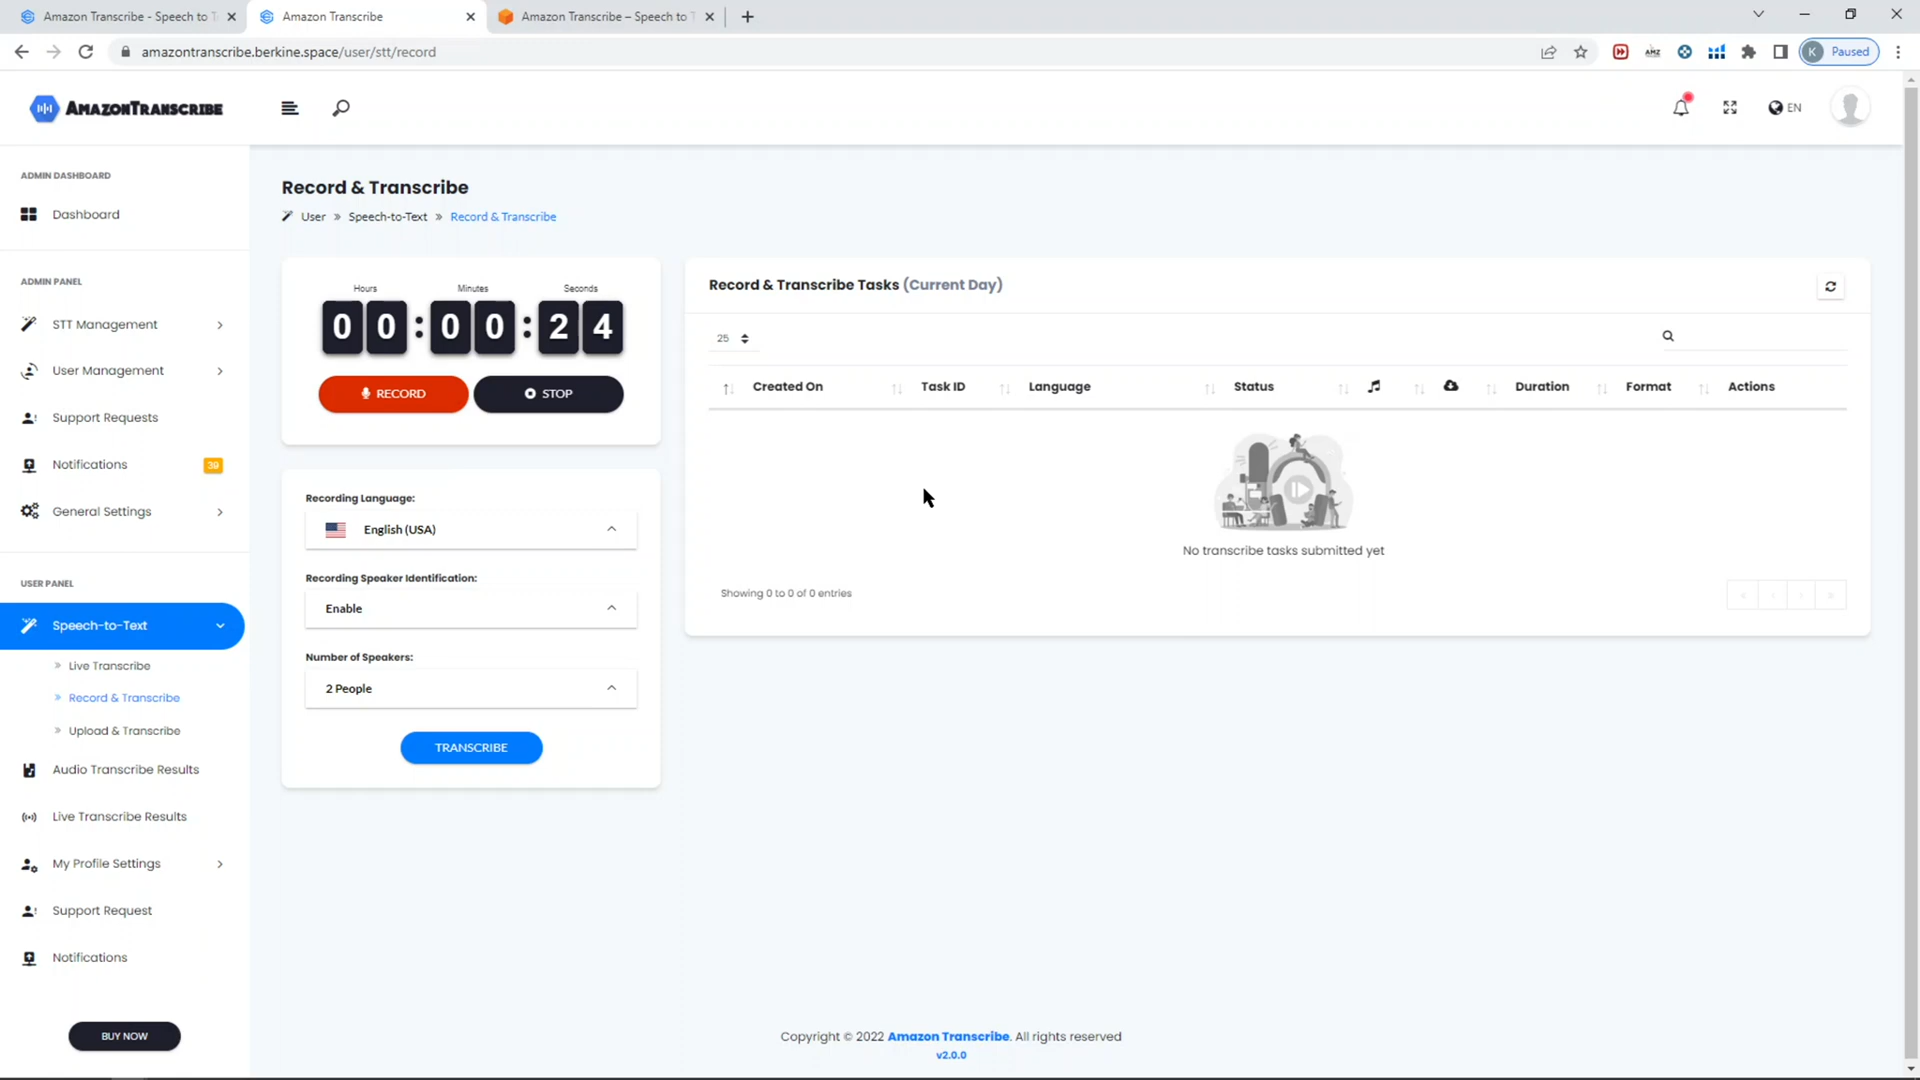 Amazon Transcribe - Speech to T
Amazon Transcribe
Amazon Transcribe – Speech to T
amazontranscribe.berkine.space/user/stt/record
AMZ
K Paused
AMAZONTRANSCRIBE
EN
ADMIN DASHBOARD
Dashboard
ADMIN PANEL
STT Management
User Management
Support Requests
Notifications 39
General Settings
USER PANEL
Speech-to-Text
Live Transcribe
Record & Transcribe
Upload & Transcribe
Audio Transcribe Results
Live Transcribe Results
My Profile Settings
Support Request
Notifications
BUY NOW
Record & Transcribe
User » Speech-to-Text » Record & Transcribe
Hours Minutes Seconds
00:00:24
RECORD STOP
Recording Language:
English (USA)
Recording Speaker Identification:
Enable
Number of Speakers:
2 People
TRANSCRIBE
Record & Transcribe Tasks (Current Day)
25
Created On Task ID Language Status Duration Format Actions
No transcribe tasks submitted yet
Showing 0 to 0 of 0 entries
Copyright © 2022 Amazon Transcribe. All rights reserved
v2.0.0